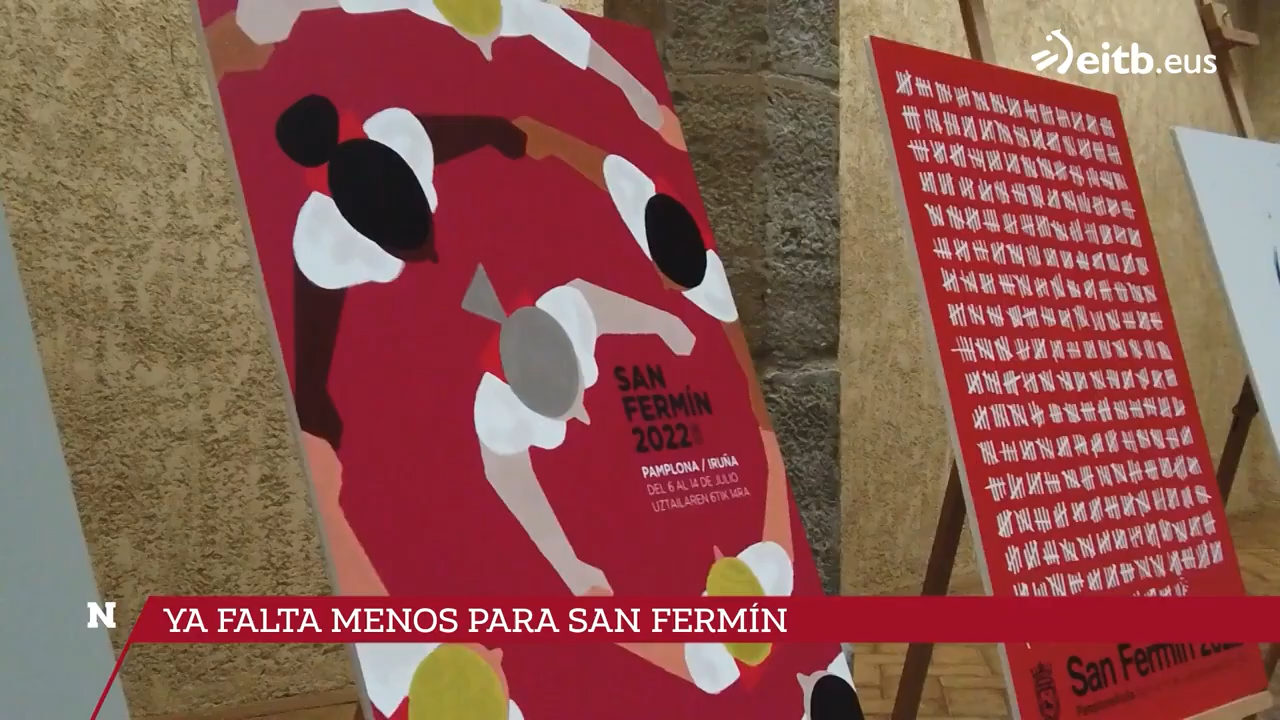 eitb.eus
SAN
FERMÍN
2022
PAMPLONA / IRUÑA
DEL 6 AL 14 DE JULIO
UZTAILAREN 6TIK 14RA
N YA FALTA MENOS PARA SAN FERMÍN
San Fermín